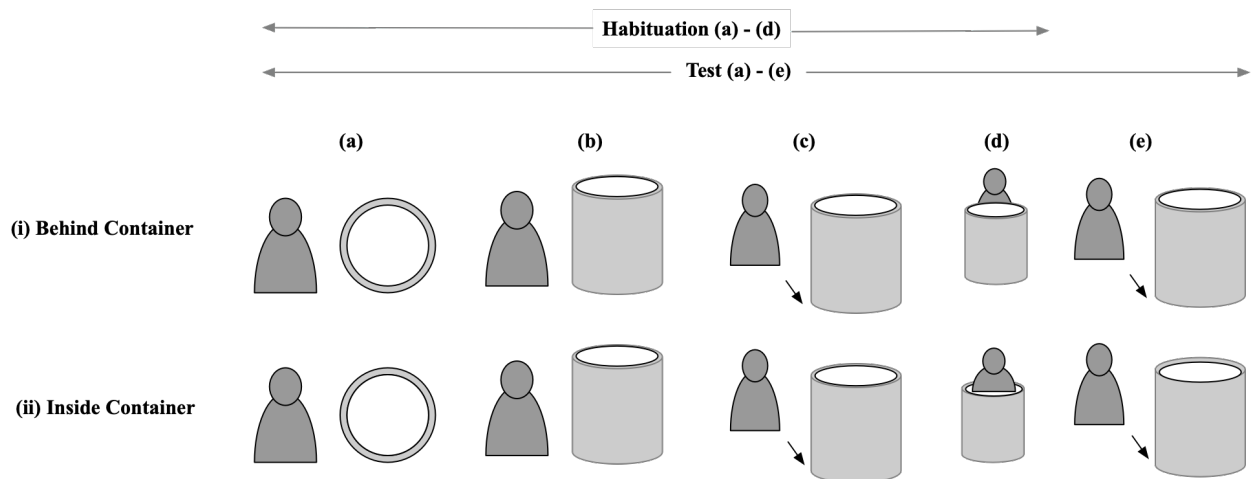 Habituation (a) - (d)
Test (a) - (e)
(a) (b) (c) (d) (e)
(i) Behind Container
(ii) Inside Container